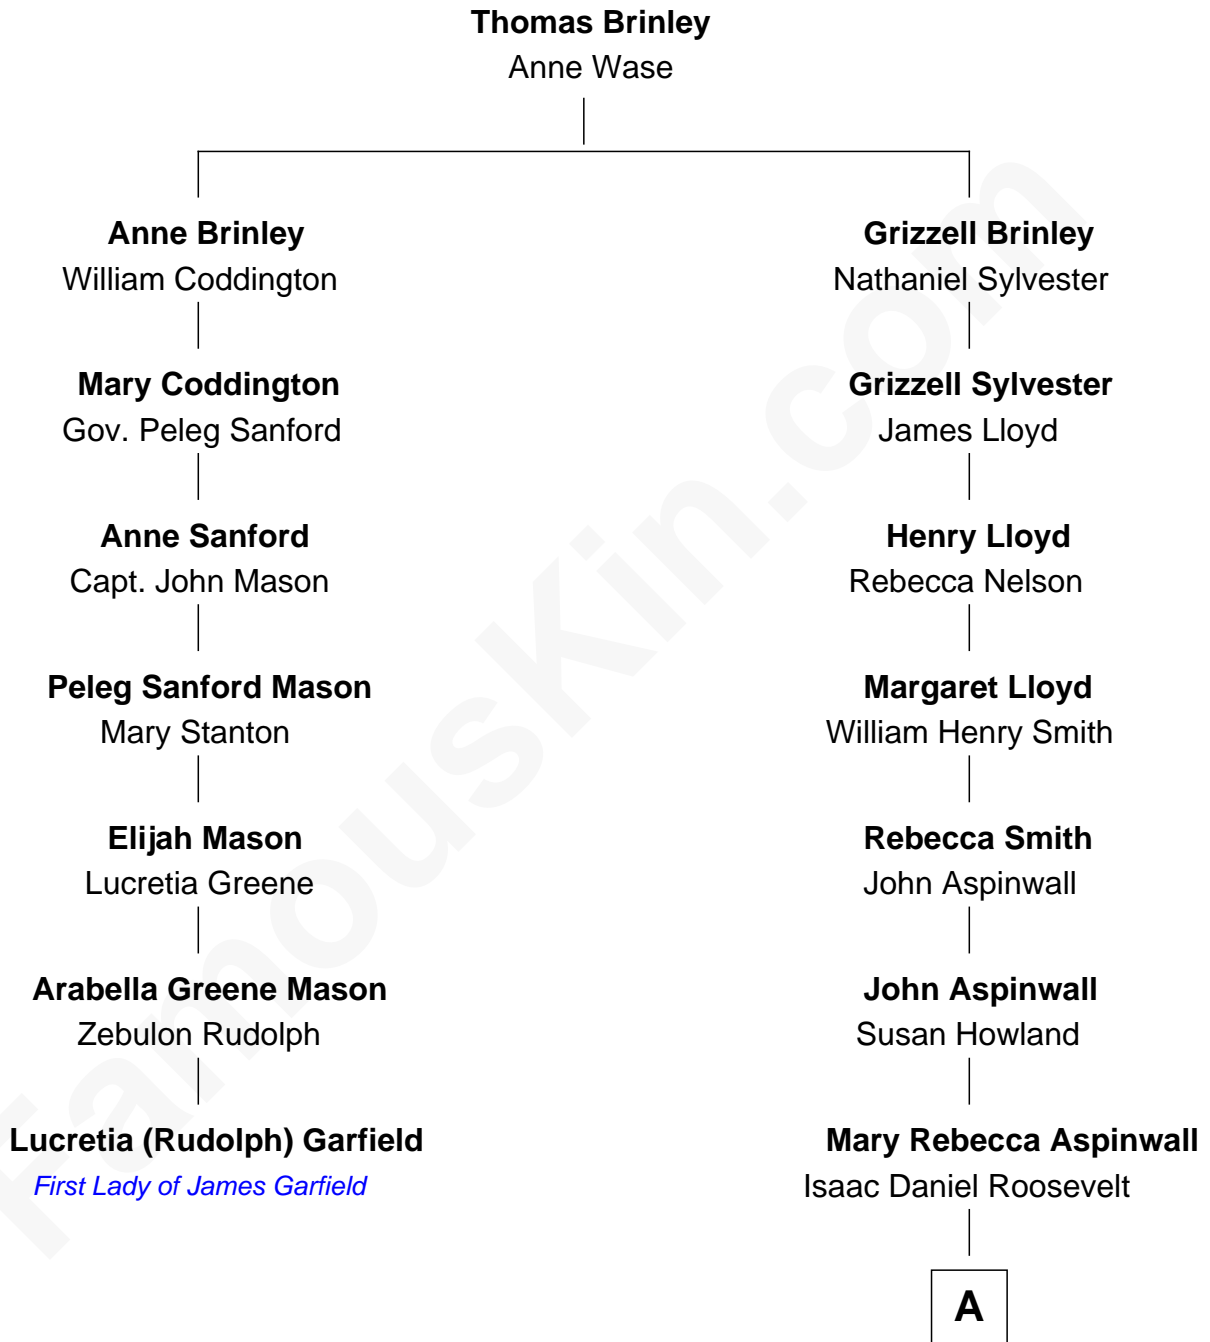 Thomas Brinley
Anne Wase
Anne Brinley
William Coddington
Grizzell Brinley
Nathaniel Sylvester
Mary Coddington
Gov. Peleg Sanford
Grizzell Sylvester
James Lloyd
Anne Sanford
Capt. John Mason
Henry Lloyd
Rebecca Nelson
Peleg Sanford Mason
Mary Stanton
Margaret Lloyd
William Henry Smith
Elijah Mason
Lucretia Greene
Rebecca Smith
John Aspinwall
Arabella Greene Mason
Zebulon Rudolph
John Aspinwall
Susan Howland
Lucretia (Rudolph) Garfield
First Lady of James Garfield
Mary Rebecca Aspinwall
Isaac Daniel Roosevelt
A
FamousKin.com